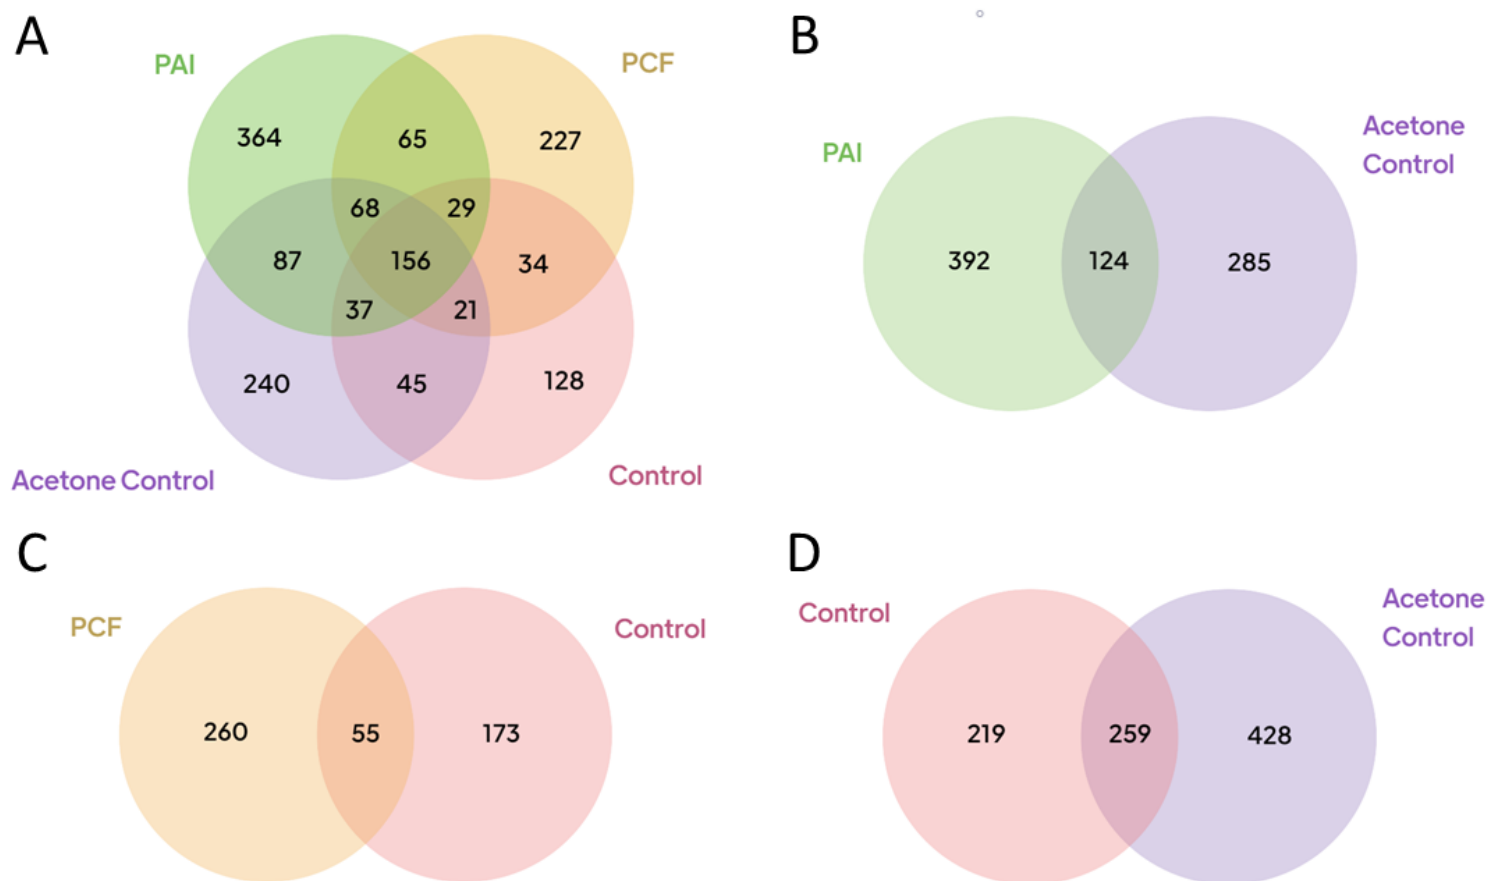 A
PAI
PCF
364
65
227
68
29
87
156
34
37
21
240
45
128
Acetone Control
Control
B
PAI
Acetone
Control
392
124
285
C
PCF
Control
260
55
173
D
Control
Acetone
Control
219
259
428